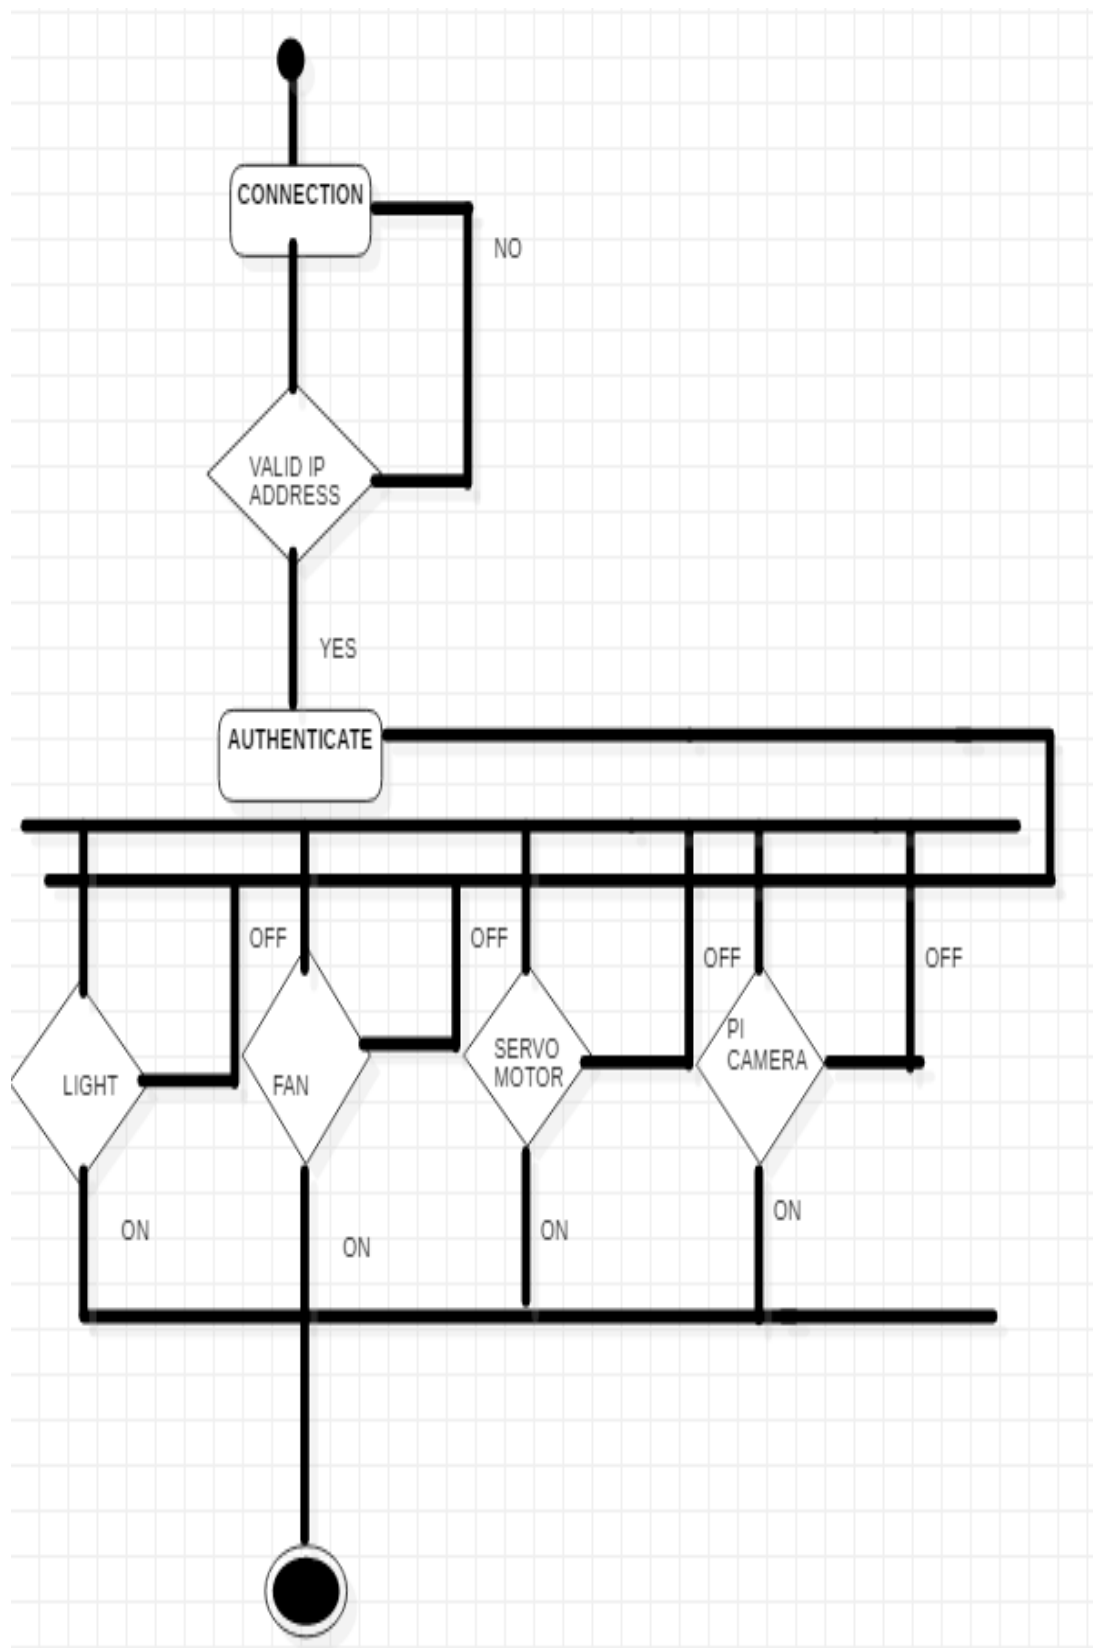 CONNECTION
NO
VALID IP
ADDRESS
YES
AUTHENTICATE
OFF
OFF
OFF
OFF
LIGHT
FAN
SERVO
MOTOR
PI
CAMERA
ON
ON
ON
ON